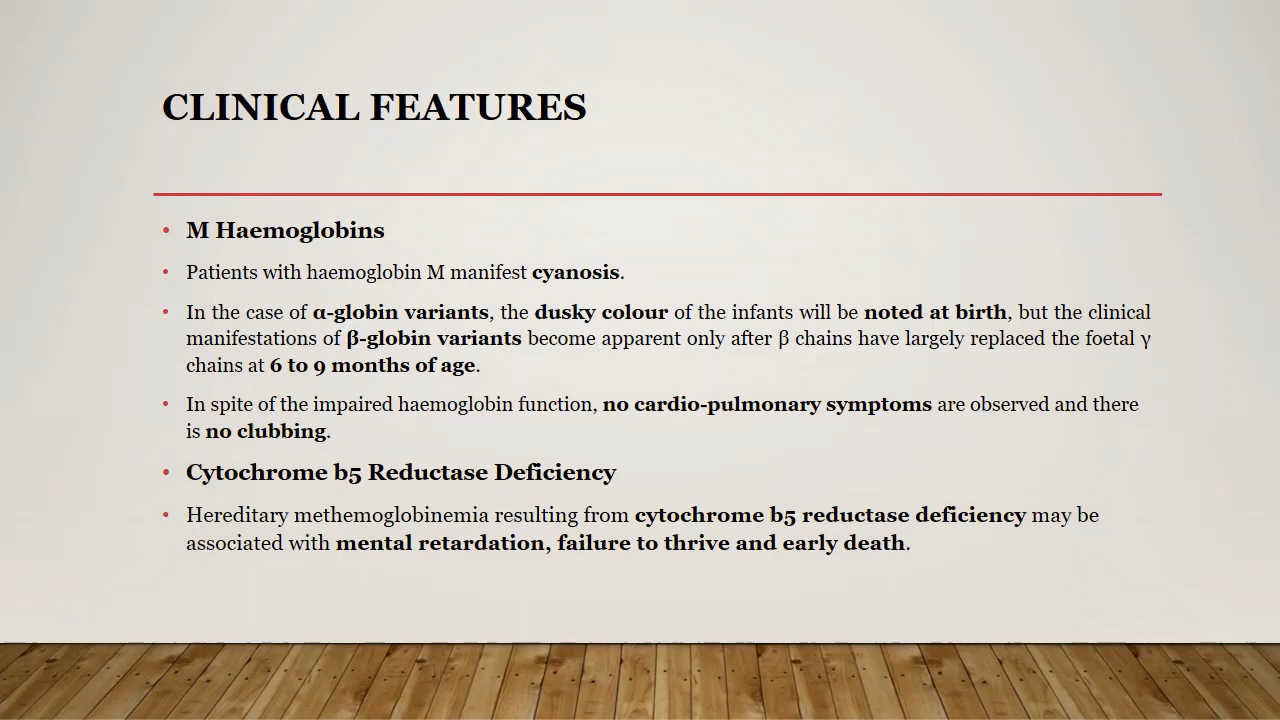 CLINICAL FEATURES
• M Haemoglobins
• Patients with haemoglobin M manifest cyanosis.
• In the case of α-globin variants, the dusky colour of the infants will be noted at birth, but the clinical
manifestations of β-globin variants become apparent only after β chains have largely replaced the foetal γ
chains at 6 to 9 months of age.
• In spite of the impaired haemoglobin function, no cardio-pulmonary symptoms are observed and there
is no clubbing.
• Cytochrome b5 Reductase Deficiency
• Hereditary methemoglobinemia resulting from cytochrome b5 reductase deficiency may be
associated with mental retardation, failure to thrive and early death.